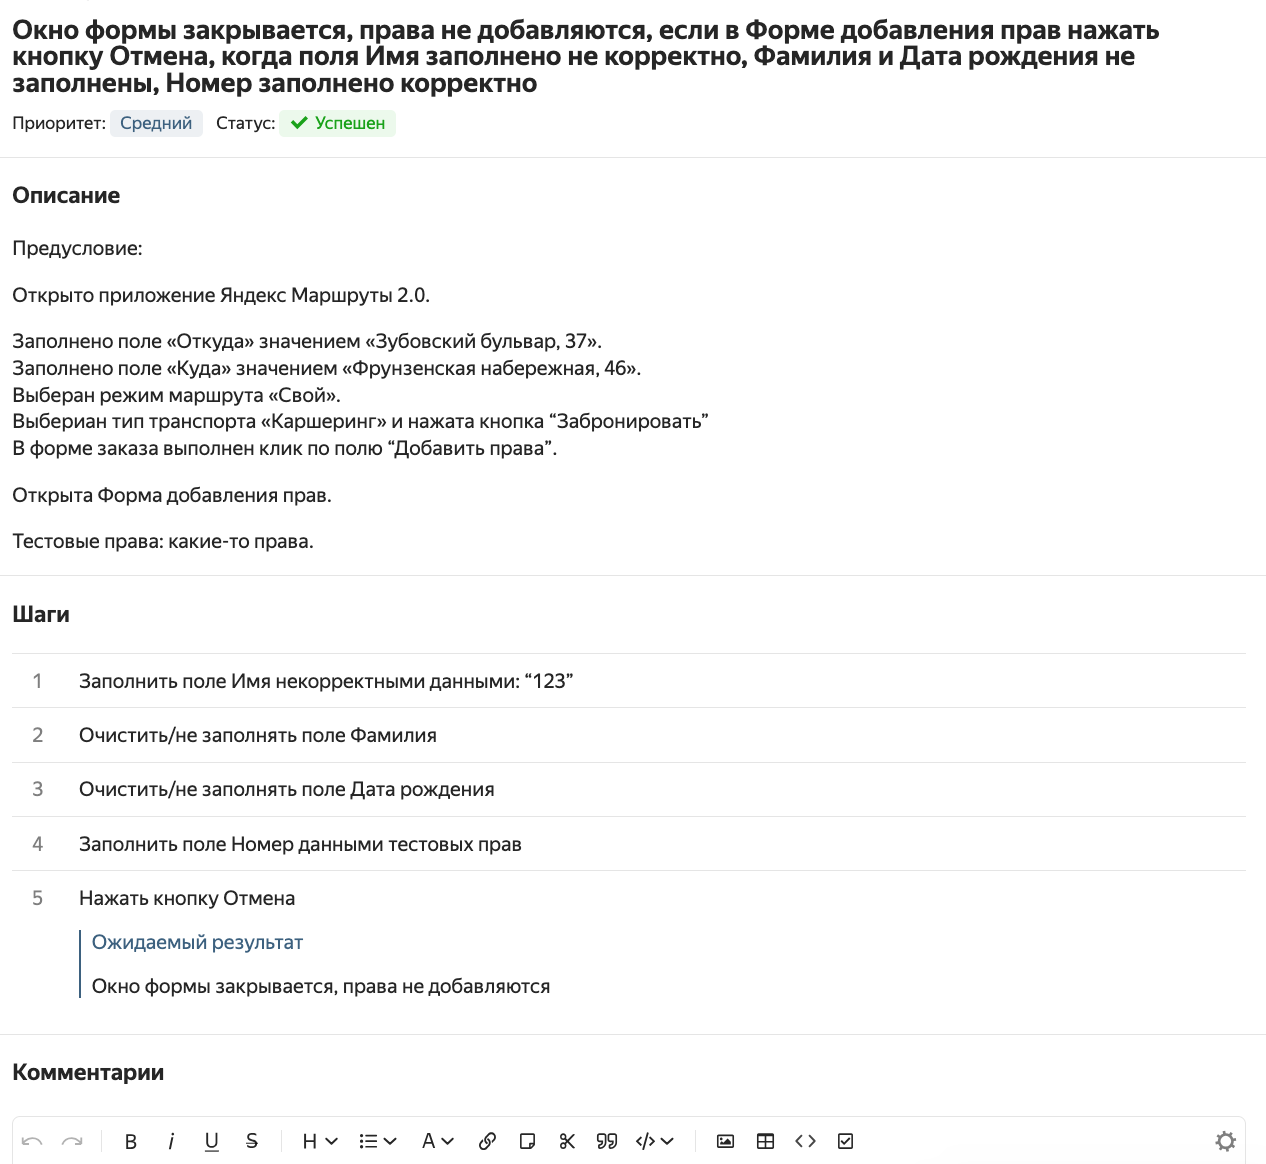 Окно формы закрывается, права не добавляются, если в Форме добавления прав нажать
кнопку Отмена, когда поля Имя заполнено не корректно, Фамилия и Дата рождения не
заполнены, Номер заполнено корректно
Приоритет: Средний Статус: Успешен
Описание
Предусловие:
Открыто приложение Яндекс Маршруты 2.0.
Заполнено поле «Откуда» значением «Зубовский бульвар, 37».
Заполнено поле «Куда» значением «Фрунзенская набережная, 46».
Выберан режим маршрута «Свой».
Выбериан тип транспорта «Каршеринг» и нажата кнопка “Забронировать”
В форме заказа выполнен клик по полю “Добавить права”.
Открыта Форма добавления прав.
Тестовые права: какие-то права.
Шаги
1 Заполнить поле Имя некорректными данными: “123”
2 Очистить/не заполнять поле Фамилия
3 Очистить/не заполнять поле Дата рождения
4 Заполнить поле Номер данными тестовых прав
5 Нажать кнопку Отмена
Ожидаемый результат
Окно формы закрывается, права не добавляются
Комментарии
B i U S H A